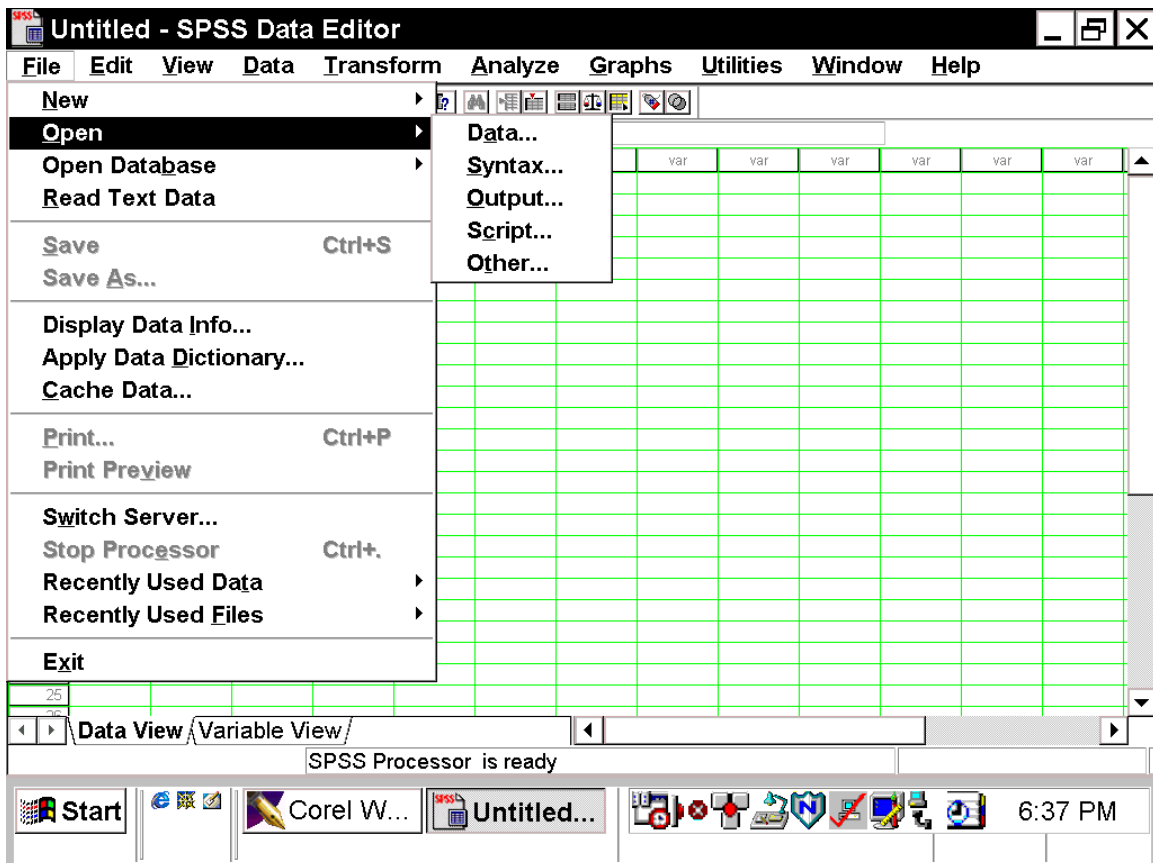 SPSS Untitled - SPSS Data Editor
File Edit View Data Transform Analyze Graphs Utilities Window Help
New
Open
Open Database
Read Text Data
Save Ctrl+S
Save As...
Display Data Info...
Apply Data Dictionary...
Cache Data...
Print... Ctrl+P
Print Preview
Switch Server...
Stop Processor Ctrl+.
Recently Used Data
Recently Used Files
Exit
Data...
Syntax...
Output...
Script...
Other...
var var var var var var
25
26
Data View Variable View
SPSS Processor is ready
Start Corel W... SPSS Untitled... 6:37 PM